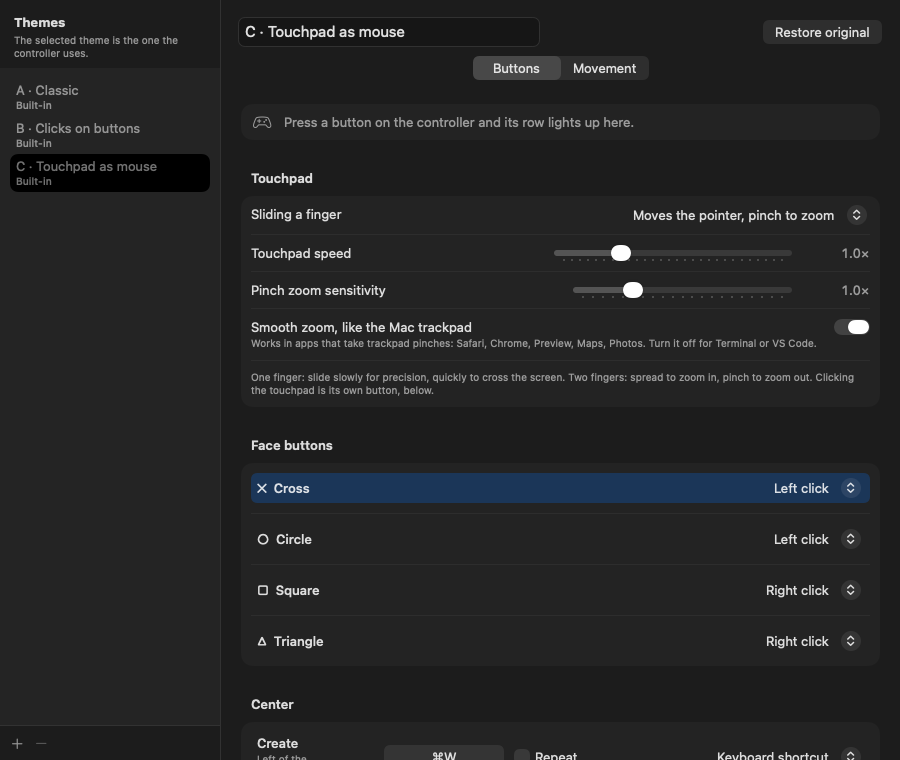 Themes
The selected theme is the one the
controller uses.
A · Classic
Built-in
B · Clicks on buttons
Built-in
C · Touchpad as mouse
Built-in
C · Touchpad as mouse
Restore original
Buttons
Movement
Press a button on the controller and its row lights up here.
Touchpad
Sliding a finger
Moves the pointer, pinch to zoom
Touchpad speed
1.0×
Pinch zoom sensitivity
1.0×
Smooth zoom, like the Mac trackpad
Works in apps that take trackpad pinches: Safari, Chrome, Preview, Maps, Photos. Turn it off for Terminal or VS Code.
One finger: slide slowly for precision, quickly to cross the screen. Two fingers: spread to zoom in, pinch to zoom out. Clicking
the touchpad is its own button, below.
Face buttons
Cross
Left click
Circle
Left click
Square
Right click
Triangle
Right click
Center
Create
Left of the
⌘W
Repeat
Keyboard shortcut